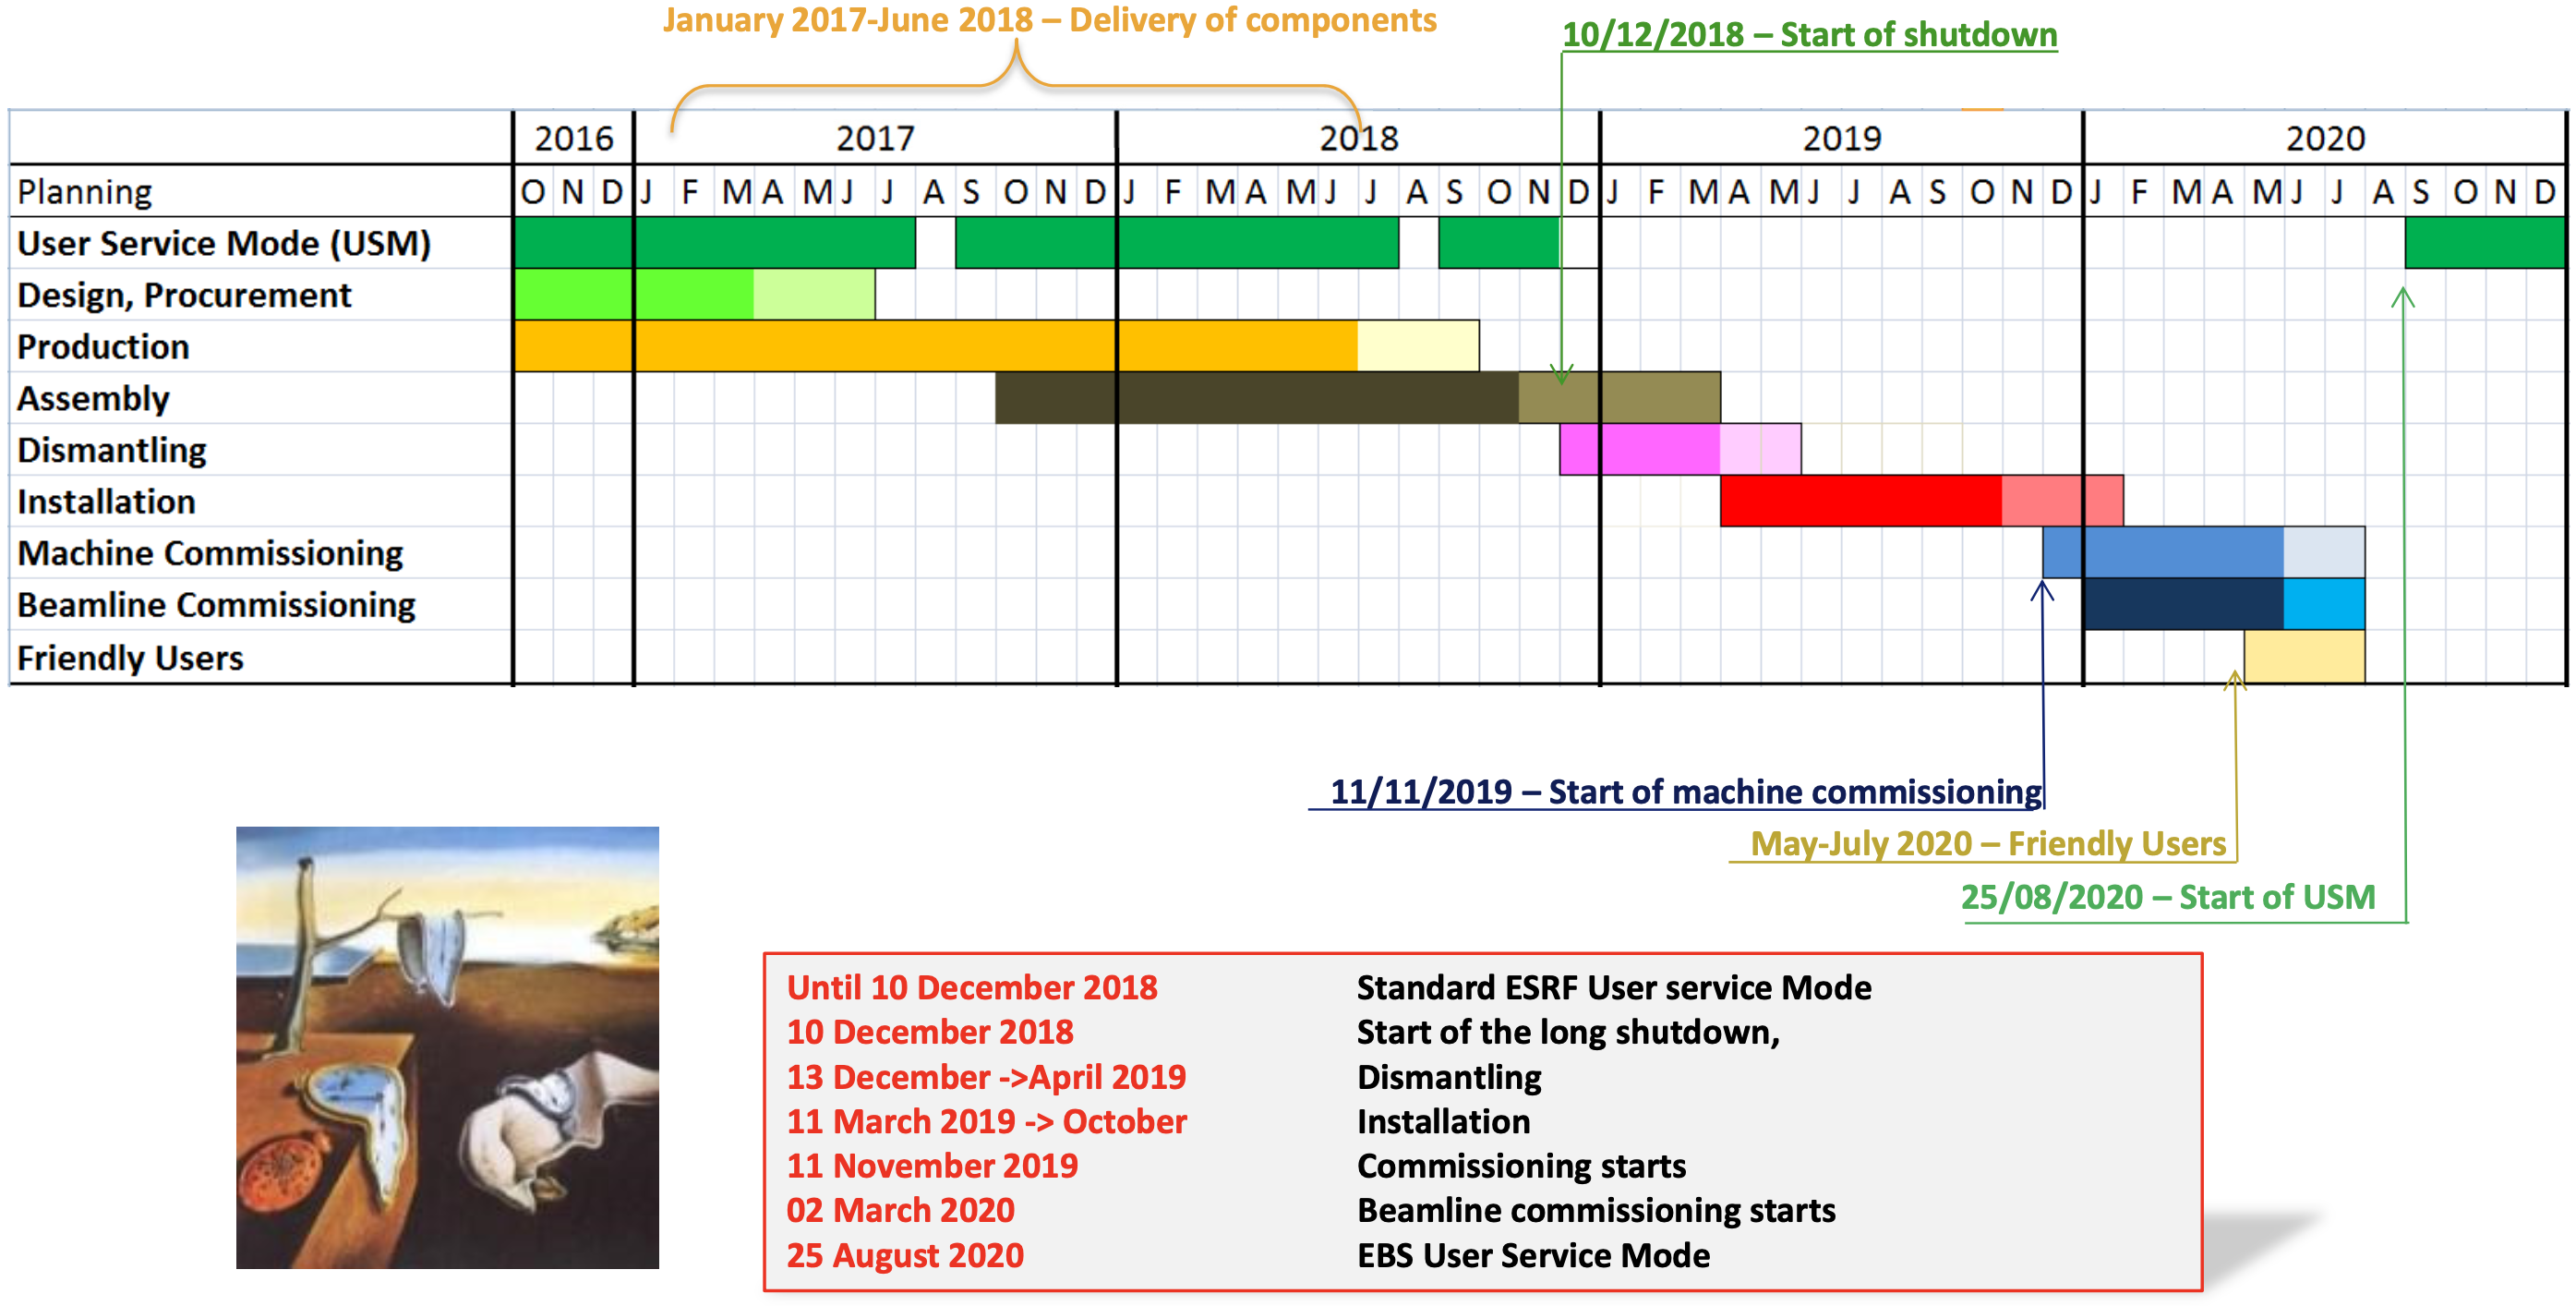 January 2017-June 2018 – Delivery of components
10/12/2018 – Start of shutdown
2016 2017 2018 2019 2020
Planning O N D J F M A M J J A S O N D J F M A M J J A S O N D J F M A M J J A S O N D J F M A M J J A S O N D
User Service Mode (USM)
Design, Procurement
Production
Assembly
Dismantling
Installation
Machine Commissioning
Beamline Commissioning
Friendly Users
11/11/2019 – Start of machine commissioning
May-July 2020 – Friendly Users
25/08/2020 – Start of USM
Until 10 December 2018 Standard ESRF User service Mode
10 December 2018 Start of the long shutdown,
13 December ->April 2019 Dismantling
11 March 2019 -> October Installation
11 November 2019 Commissioning starts
02 March 2020 Beamline commissioning starts
25 August 2020 EBS User Service Mode